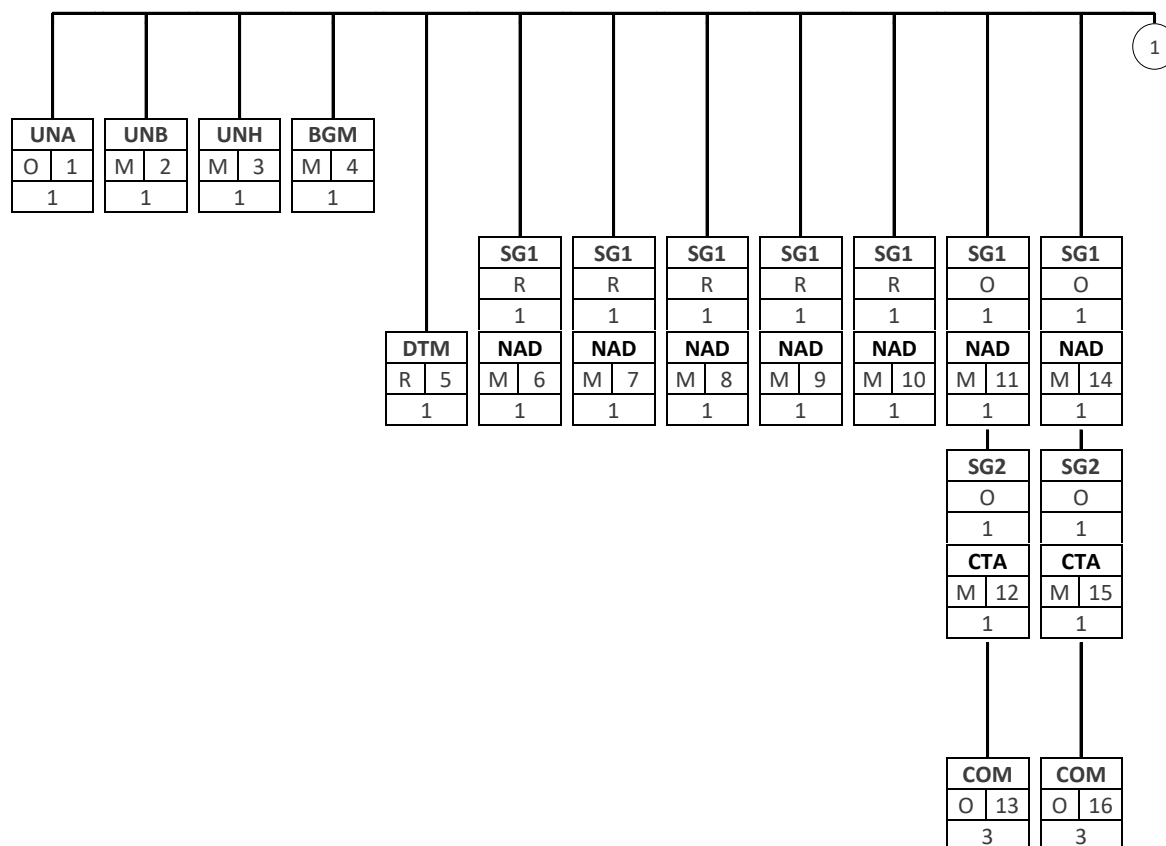 1
UNA UNB UNH BGM
O 1 M 2 M 3 M 4
1 1 1 1
SG1 SG1 SG1 SG1 SG1 SG1 SG1
R R R R R O O
1 1 1 1 1 1 1
DTM NAD NAD NAD NAD NAD NAD NAD
R 5 M 6 M 7 M 8 M 9 M 10 M 11 M 14
1 1 1 1 1 1 1 1
SG2 SG2
O O
1 1
CTA CTA
M 12 M 15
1 1
COM COM
O 13 O 16
3 3